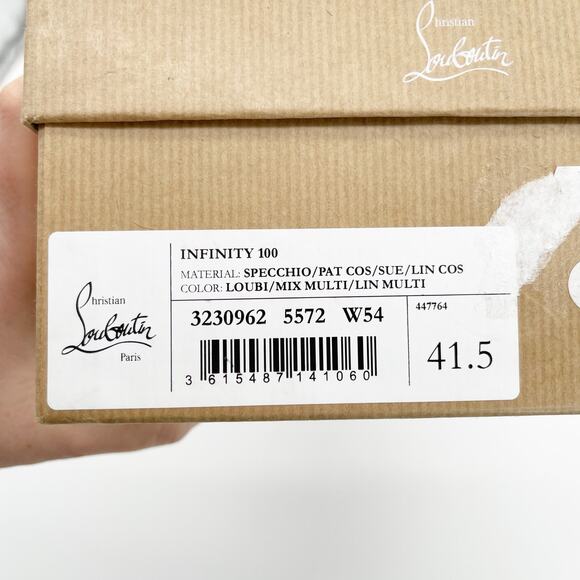 Christian
Louboutin
INFINITY 100
MATERIAL: SPECCHIO/PAT COS/SUE/LIN COS
COLOR: LOUBI/MIX MULTI/LIN MULTI
Christian
Louboutin
Paris
3230962 5572 W54
447764
3 615487 141060
41.5